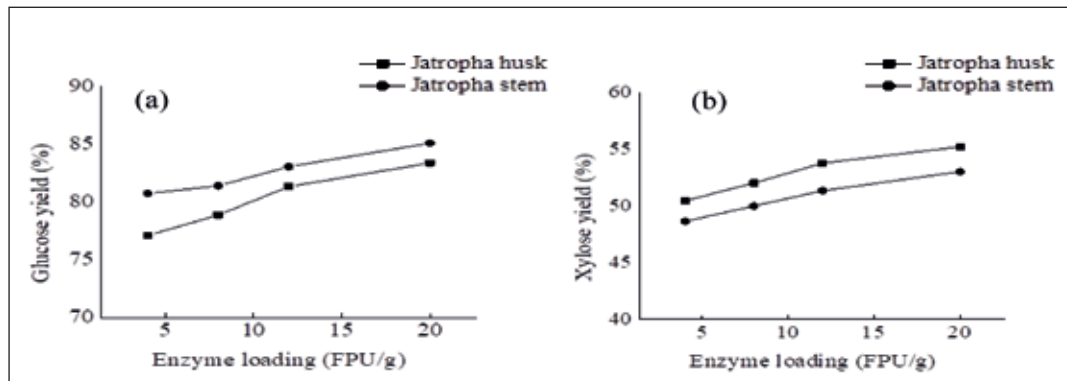 Jatropha husk
Jatropha stem
(a)
90
85
80
75
70
Glucose yield (%)
5 10 15 20
Enzyme loading (FPU/g)
Jatropha husk
Jatropha stem
(b)
60
55
50
45
40
Xylose yield (%)
5 10 15 20
Enzyme loading (FPU/g)